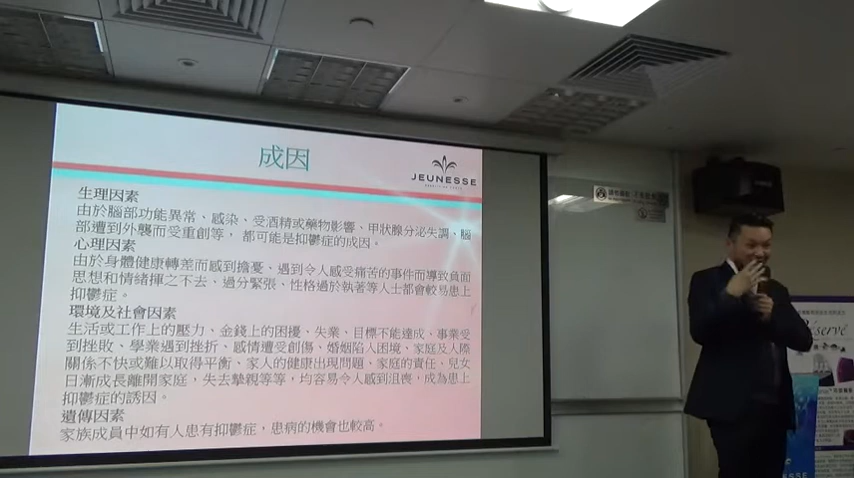 成因
JEUNESSE
生理因素
由於腦部功能異常、感染、受酒精或藥物影響、甲狀腺分泌失調、腦
部遭到外襲而受重創等，都可能是抑鬱症的成因。
心理因素
由於身體健康轉差而感到擔憂、遇到令人感受痛苦的事件而導致負面
思想和情緒揮之不去、過分緊張、性格過於執著等人士都會較易患上
抑鬱症。
環境及社會因素
生活或工作上的壓力、金錢上的困擾、失業、目標不能達成、事業受
到挫敗、學業遇到挫折、感情遭受創傷、婚姻陷入困境、家庭及人際
關係不快或難以取得平衡、家人的健康出現問題、家庭的責任、兒女
日漸成長離開家庭，失去摯親等等，均容易令人感到沮喪，成為患上
抑鬱症的誘因。
遺傳因素
家族成員中如有人患有抑鬱症，患病的機會也較高。
éservé